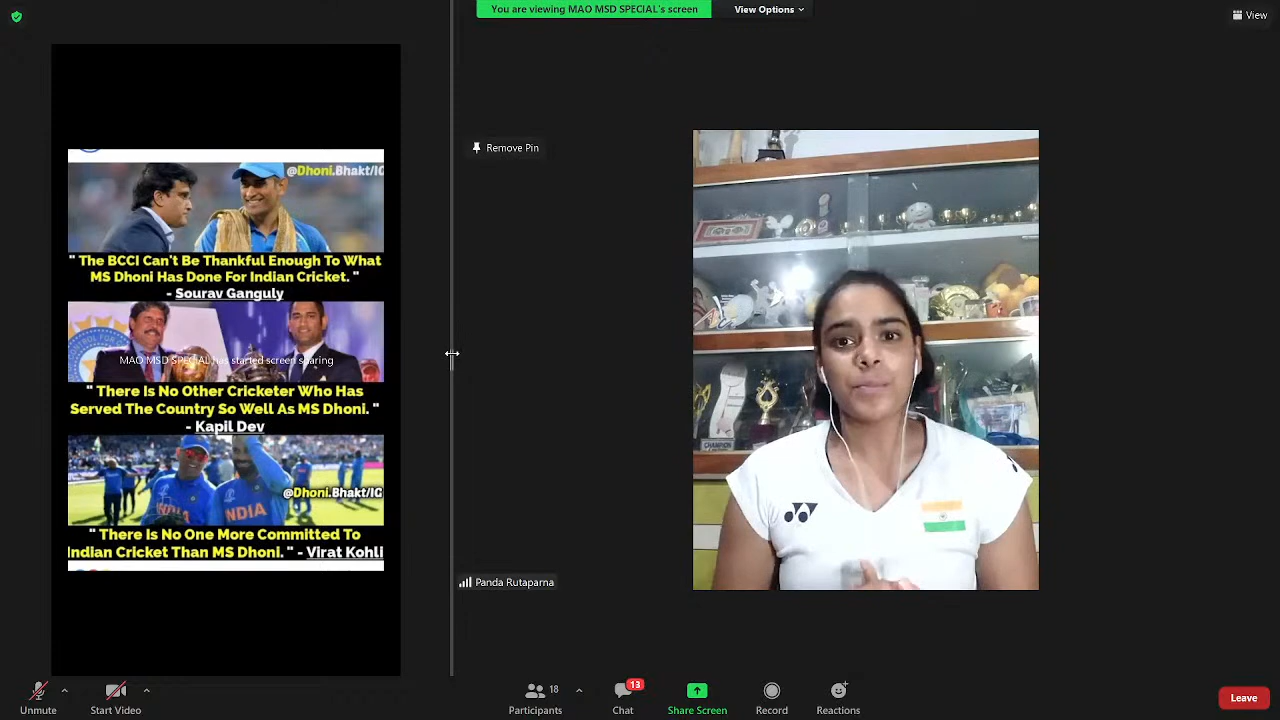 You are viewing MAO MSD SPECIAL's screen
View Options
View
Remove Pin
@Dhoni.Bhakt/IG
" The BCCI Can't Be Thankful Enough To What
MS Dhoni Has Done For Indian Cricket. "
- Sourav Ganguly
MAO MSD SPECIAL has started screen sharing
" There Is No Other Cricketer Who Has
Served The Country So Well As MS Dhoni. "
- Kapil Dev
INDIA
@Dhoni.Bhakt/IG
" There Is No One More Committed To
Indian Cricket Than MS Dhoni. " - Virat Kohli
CHAMPION
Panda Rutaparna
Unmute
Start Video
18
Participants
13
Chat
Share Screen
Record
Reactions
Leave